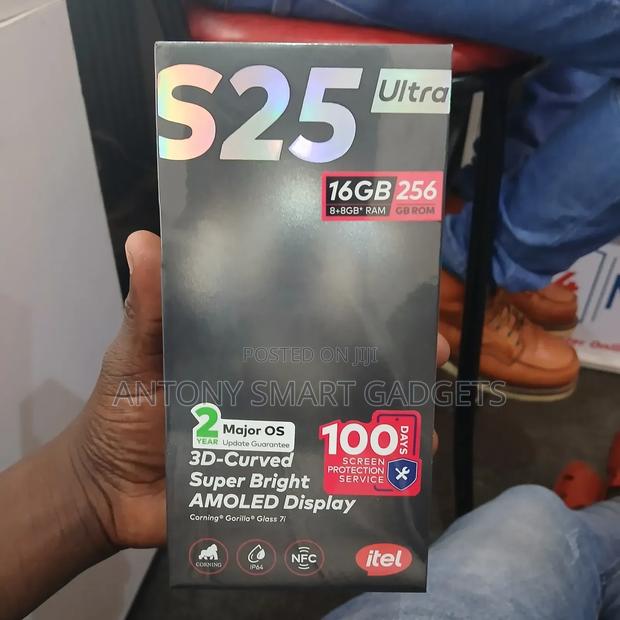 S25 Ultra
16GB 256
8+8GB* RAM GB ROM
POSTED ON JIJI
ANTONY SMART GADGETS
2 YEAR
Major OS
Update Guarantee
100 DAYS
SCREEN
PROTECTION
SERVICE
3D-Curved
Super Bright
AMOLED Display
Corning® Gorilla® Glass 7i
CORNING
IP64
NFC
itel